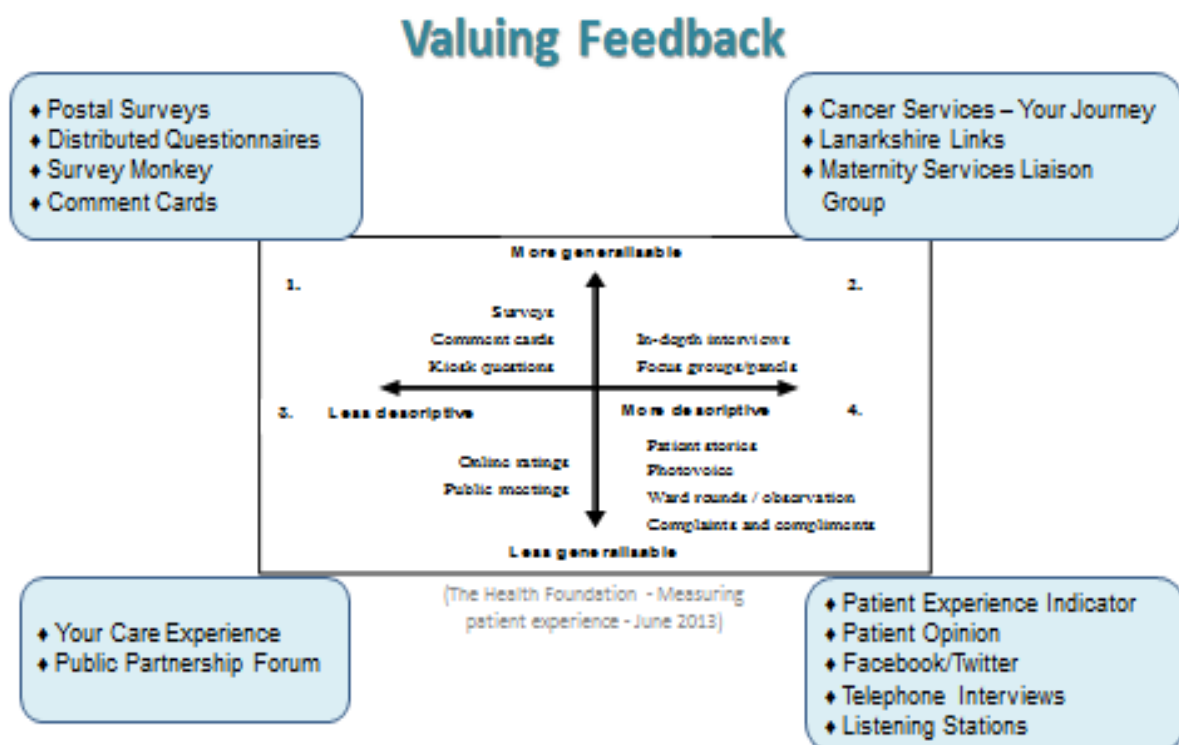 Valuing Feedback
♦ Postal Surveys
♦ Distributed Questionnaires
♦ Survey Monkey
♦ Comment Cards
♦ Cancer Services – Your Journey
♦ Lanarkshire Links
♦ Maternity Services Liaison
Group
More generalisable
1.
2.
Surveys
Comment cards
Kiosk questions
In-depth interviews
Focus groups/panels
3.
Less descriptive
More descriptive
4.
Online ratings
Public meetings
Patient stories
Photovoice
Ward rounds / observation
Complaints and compliments
Less generalisable
(The Health Foundation - Measuring
patient experience - June 2013)
♦ Your Care Experience
♦ Public Partnership Forum
♦ Patient Experience Indicator
♦ Patient Opinion
♦ Facebook/Twitter
♦ Telephone Interviews
♦ Listening Stations